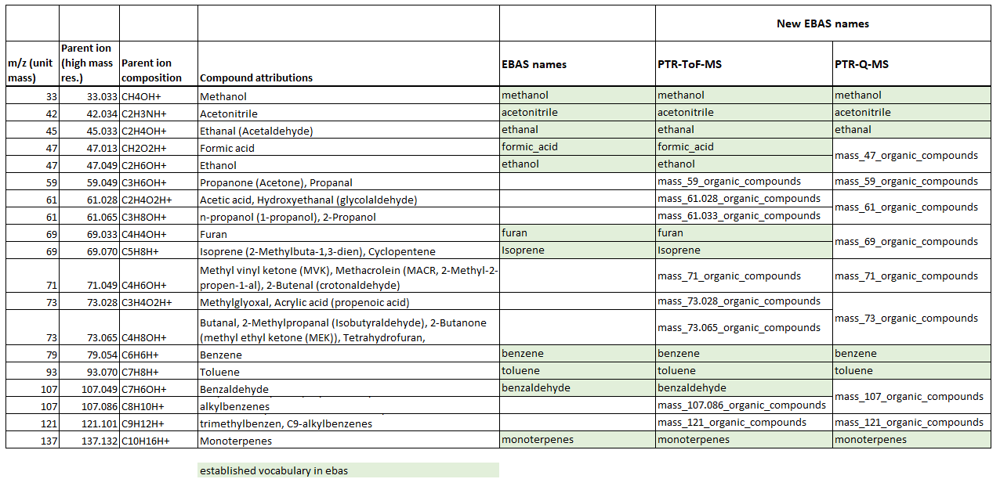 New EBAS names
m/z (unit mass) Parent ion (high mass res.) Parent ion composition Compound attributions EBAS names PTR-ToF-MS PTR-Q-MS
33 33.033 CH4OH+ Methanol methanol methanol methanol
42 42.034 C2H3NH+ Acetonitrile acetonitrile acetonitrile acetonitrile
45 45.033 C2H4OH+ Ethanal (Acetaldehyde) ethanal ethanal ethanal
47 47.013 CH2O2H+ Formic acid formic_acid formic_acid mass_47_organic_compounds
47 47.049 C2H6OH+ Ethanol ethanol ethanol
59 59.049 C3H6OH+ Propanone (Acetone), Propanal mass_59_organic_compounds mass_59_organic_compounds
61 61.028 C2H4O2H+ Acetic acid, Hydroxyethanal (glycolaldehyde) mass_61.028_organic_compounds mass_61_organic_compounds
61 61.065 C3H8OH+ n-propanol (1-propanol), 2-Propanol mass_61.033_organic_compounds
69 69.033 C4H4OH+ Furan furan furan mass_69_organic_compounds
69 69.070 C5H8H+ Isoprene (2-Methylbuta-1,3-dien), Cyclopentene Isoprene Isoprene
Methyl vinyl ketone (MVK), Methacrolein (MACR, 2-Methyl-2-
71 71.049 C4H6OH+ propen-1-al), 2-Butenal (crotonaldehyde) mass_71_organic_compounds mass_71_organic_compounds
73 73.028 C3H4O2H+ Methylglyoxal, Acrylic acid (propenoic acid) mass_73.028_organic_compounds mass_73_organic_compounds
Butanal, 2-Methylpropanal (Isobutyraldehyde), 2-Butanone
73 73.065 C4H8OH+ (methyl ethyl ketone (MEK)), Tetrahydrofuran, mass_73.065_organic_compounds
79 79.054 C6H6H+ Benzene benzene benzene benzene
93 93.070 C7H8H+ Toluene toluene toluene toluene
107 107.049 C7H6OH+ Benzaldehyde benzaldehyde benzaldehyde mass_107_organic_compounds
107 107.086 C8H10H+ alkylbenzenes mass_107.086_organic_compounds
121 121.101 C9H12H+ trimethylbenzen, C9-alkylbenzenes mass_121_organic_compounds mass_121_organic_compounds
137 137.132 C10H16H+ Monoterpenes monoterpenes monoterpenes monoterpenes
established vocabulary in ebas